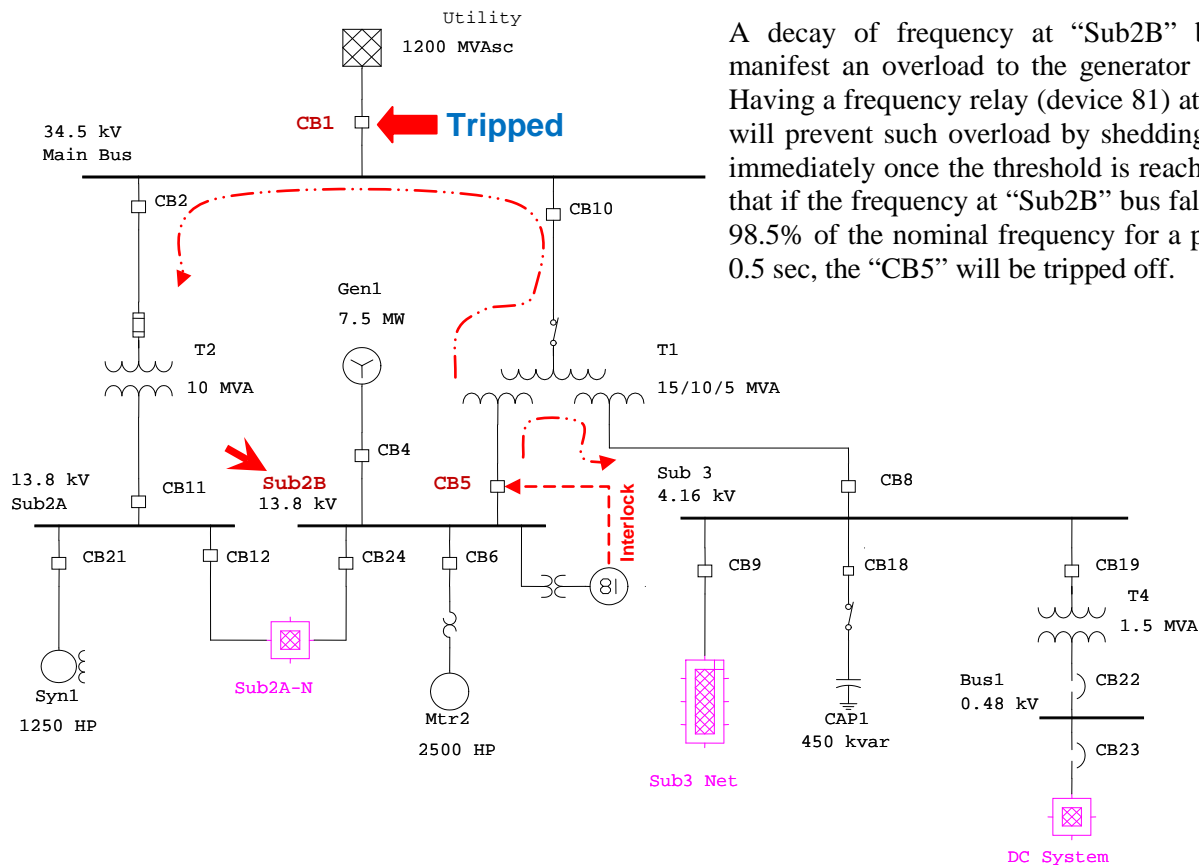 Utility
1200 MVAsc
CB1
Tripped
34.5 kV
Main Bus
CB2
CB10
A decay of frequency at “Sub2B” b
manifest an overload to the generator
Having a frequency relay (device 81) at
will prevent such overload by shedding
immediately once the threshold is reach
that if the frequency at “Sub2B” bus fal
98.5% of the nominal frequency for a p
0.5 sec, the “CB5” will be tripped off.
Gen1
7.5 MW
T2
10 MVA
T1
15/10/5 MVA
CB4
13.8 kV
Sub2A
CB11
Sub2B
13.8 kV
CB5
Interlock
Sub 3
4.16 kV
CB8
CB21
CB12
CB24
CB6
81
CB9
CB18
CB19
T4
1.5 MVA
Syn1
1250 HP
Sub2A-N
Mtr2
2500 HP
Sub3 Net
CAP1
450 kvar
Bus1
0.48 kV
CB22
CB23
DC System